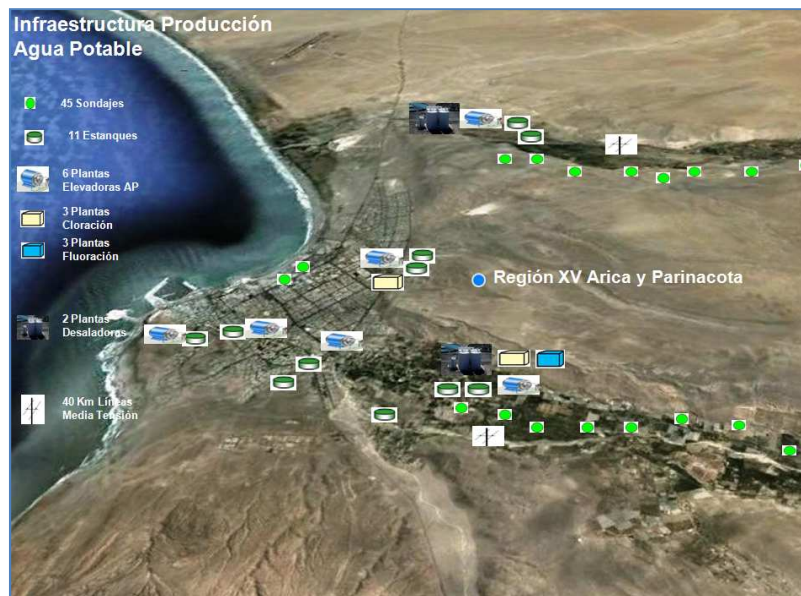 Infraestructura Producción
Agua Potable
45 Sondajes
11 Estanques
6 Plantas
Elevadoras AP
3 Plantas
Cloración
3 Plantas
Fluoración
Región XV Arica y Parinacota
2 Plantas
Desaladoras
40 Km Líneas
Media Tensión